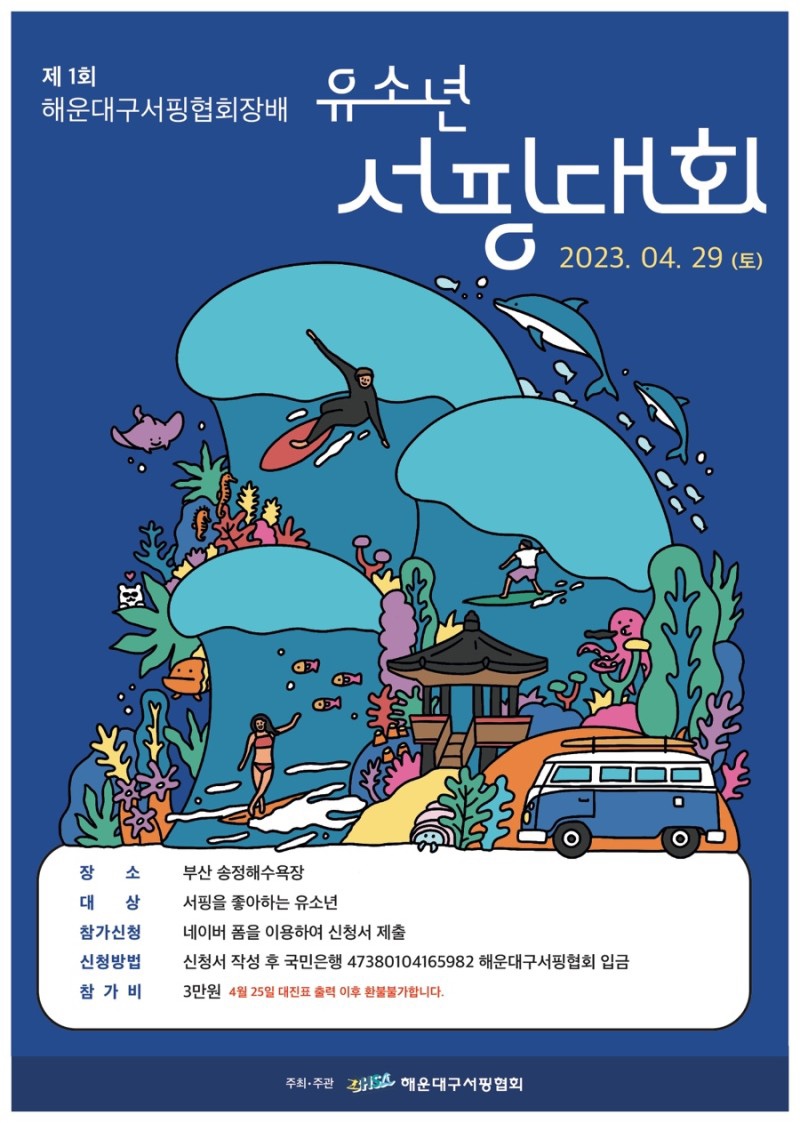 제 1회
해운대구서핑협회장배
유소년
서핑대회
2023. 04. 29 (토)
장 소 부산 송정해수욕장
대 상 서핑을 좋아하는 유소년
참가신청 네이버 폼을 이용하여 신청서 제출
신청방법 신청서 작성 후 국민은행 47380104165982 해운대구서핑협회 입금
참 가 비 3만원 4월 25일 대진표 출력 이후 환불불가합니다.
주최·주관 BHSA 해운대구서핑협회